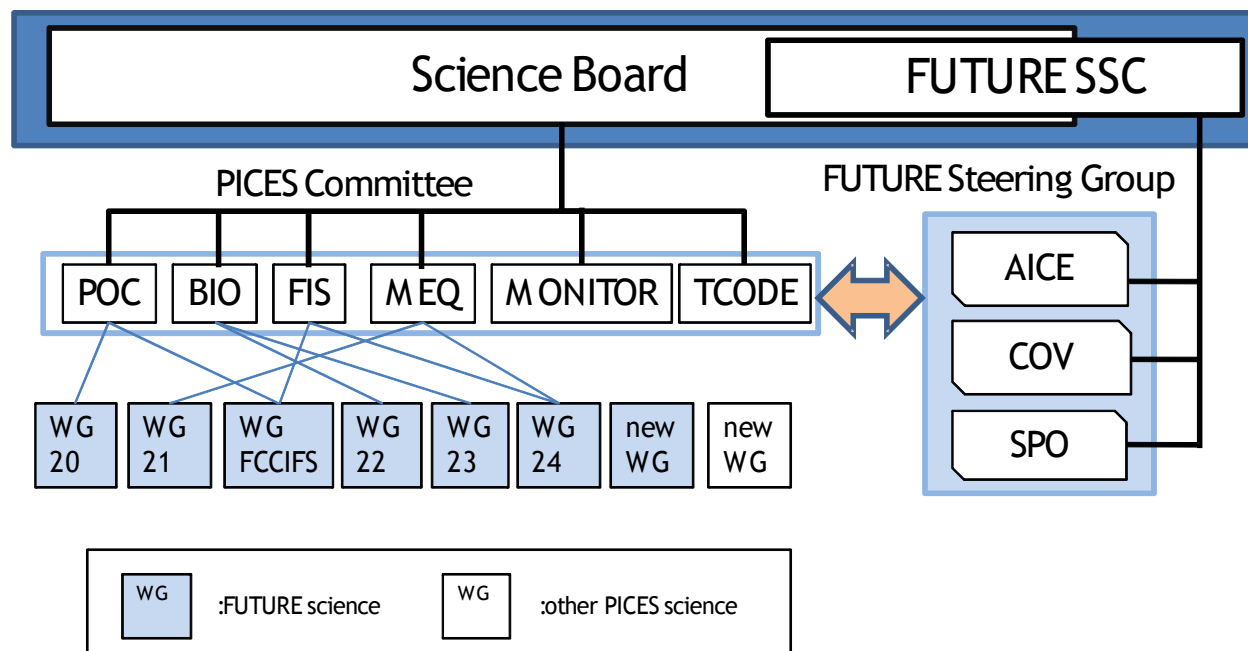 Science Board
FUTURE SSC
PICES Committee
FUTURE Steering Group
POC
BIO
FIS
MEQ
MONITOR
TCODE
AICE
COV
SPO
WG
20
WG
21
WG
FCCIFS
WG
22
WG
23
WG
24
new
WG
new
WG
WG
:FUTURE science
WG
:other PICES science